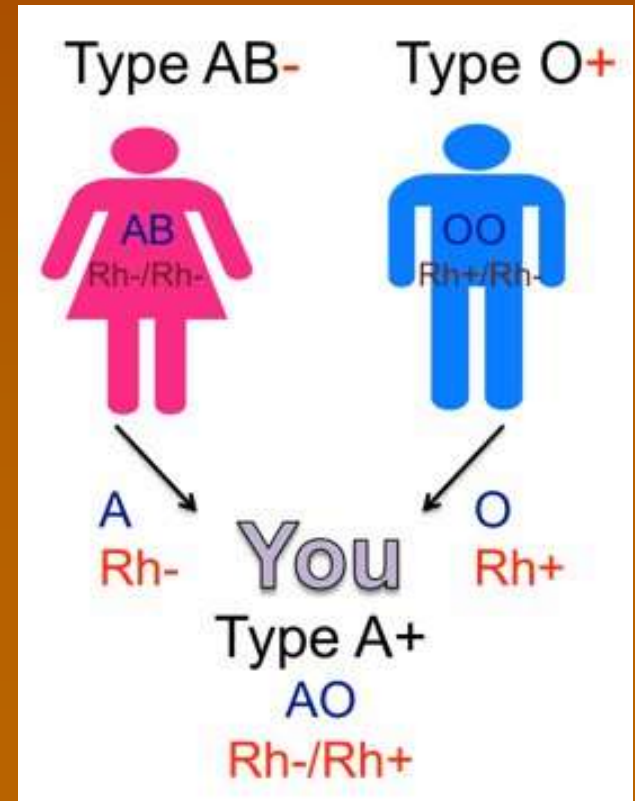 Type AB- Type O+
AB OO
Rh-/Rh- Rh+/Rh-
A O
Rh- You Rh+
Type A+
AO
Rh-/Rh+